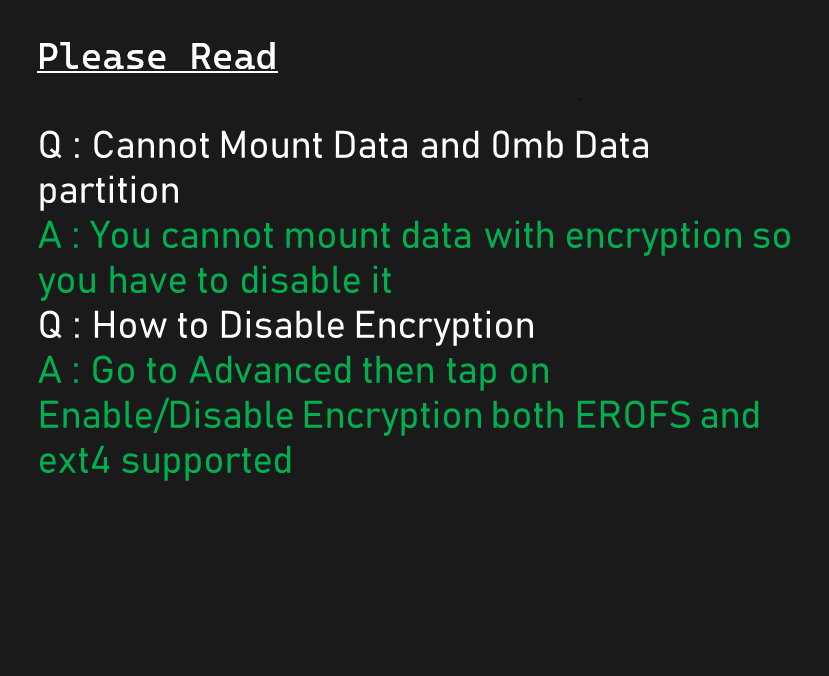 Please Read
Q : Cannot Mount Data and 0mb Data
partition
A : You cannot mount data with encryption so
you have to disable it
Q : How to Disable Encryption
A : Go to Advanced then tap on
Enable/Disable Encryption both EROFS and
ext4 supported